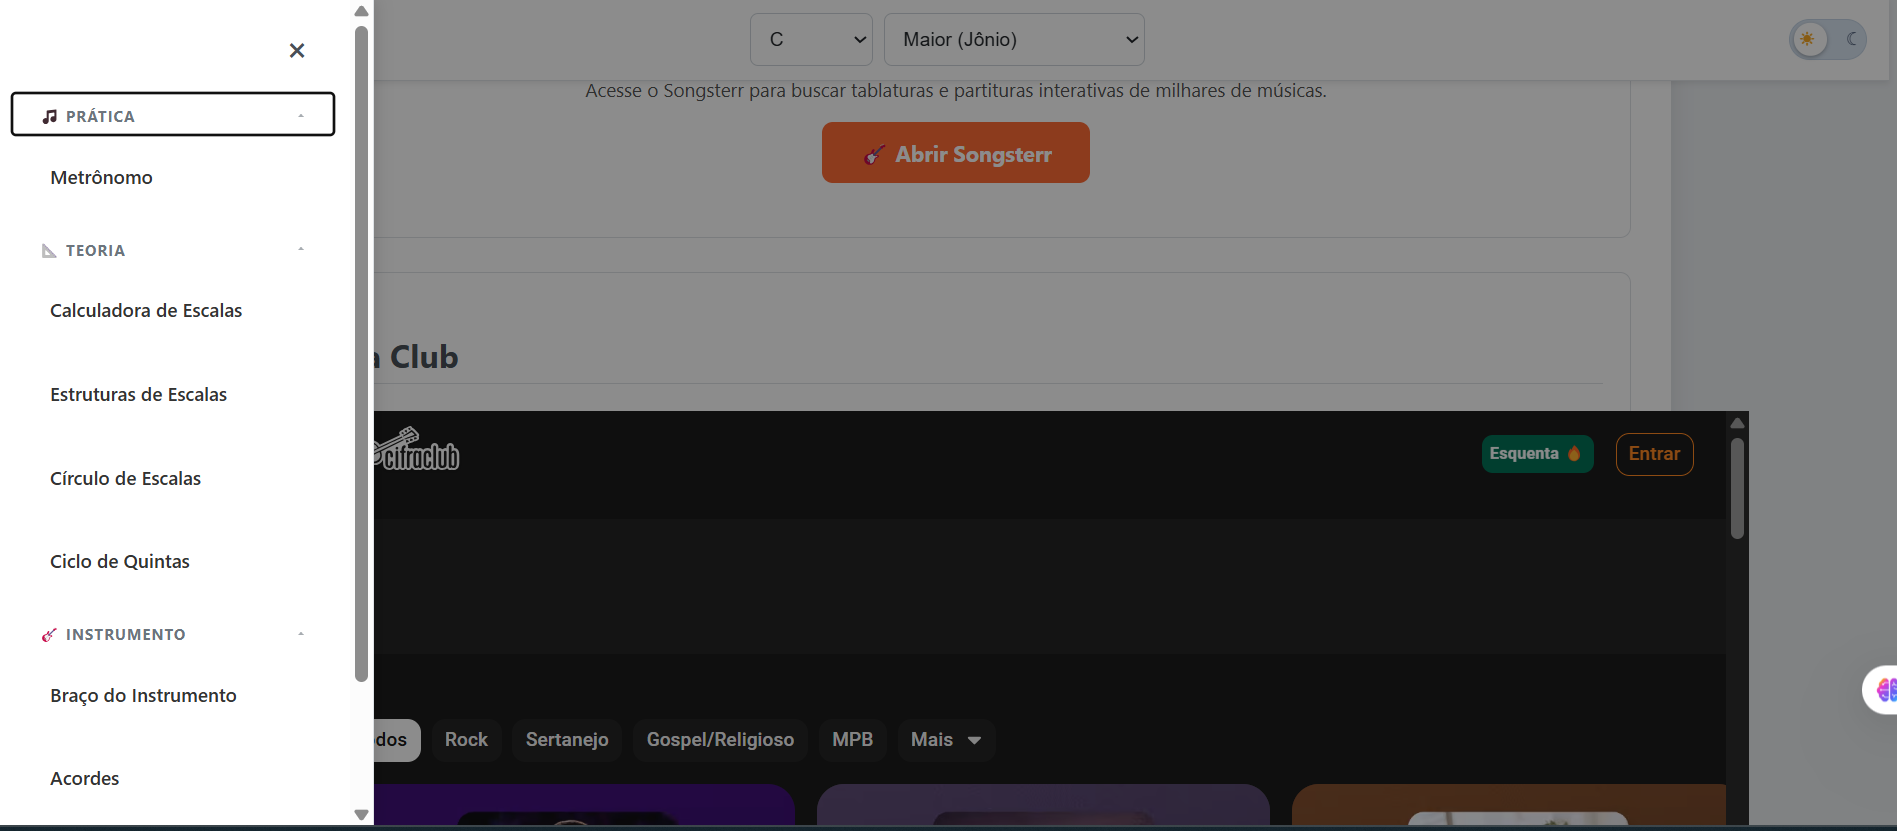 C
Maior (Jônio)
×
PRÁTICA
Metrônomo
TEORIA
Calculadora de Escalas
Estruturas de Escalas
Círculo de Escalas
Ciclo de Quintas
INSTRUMENTO
Braço do Instrumento
Acordes
Acesse o Songsterr para buscar tablaturas e partituras interativas de milhares de músicas.
Abrir Songsterr
a Club
cifraclub
Esquenta
Entrar
dos
Rock
Sertanejo
Gospel/Religioso
MPB
Mais